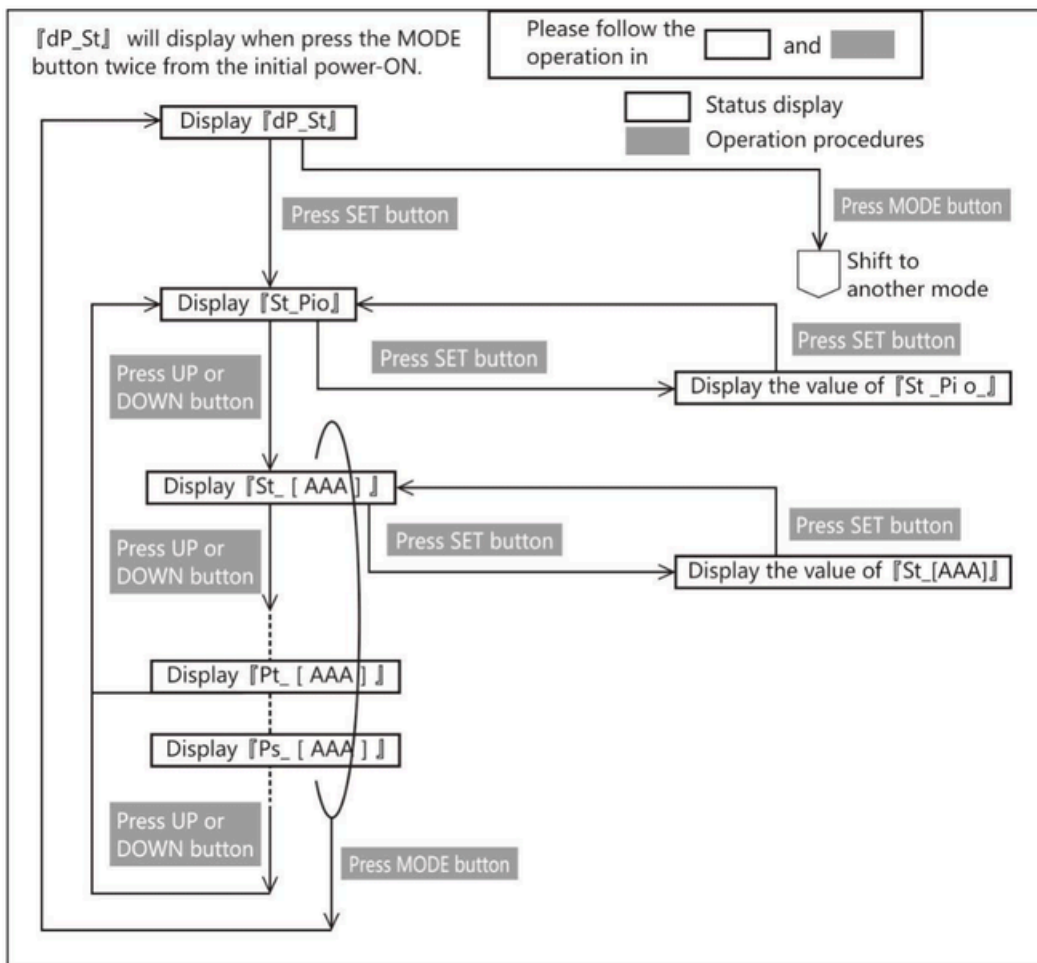 『dP_St』 will display when press the MODE
button twice from the initial power-ON.
Please follow the
operation in and
Status display
Operation procedures
Display 『dP_St』
Press SET button
Press MODE button
Shift to
another mode
Display 『St_Pio』
Press SET button
Press SET button
Press UP or
DOWN button
Display the value of 『St _Pi o_』
Display 『St_ [ AAA ] 』
Press SET button
Press SET button
Press UP or
DOWN button
Display the value of 『St_[AAA]』
Display 『Pt_ [ AAA ] 』
Display 『Ps_ [ AAA ] 』
Press UP or
DOWN button
Press MODE button